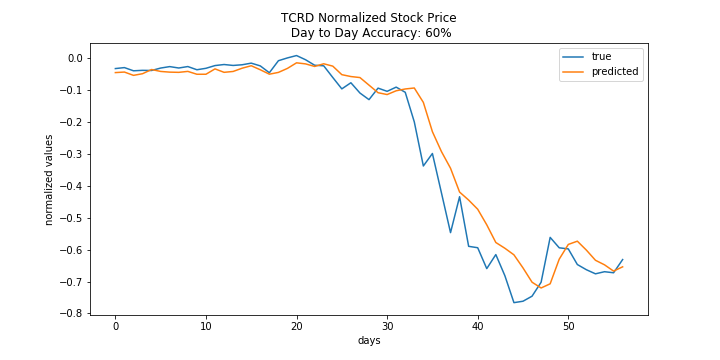 TCRD Normalized Stock Price
Day to Day Accuracy: 60%
true
predicted
normalized values
0.0
−0.1
−0.2
−0.3
−0.4
−0.5
−0.6
−0.7
−0.8
0
10
20
30
40
50
days